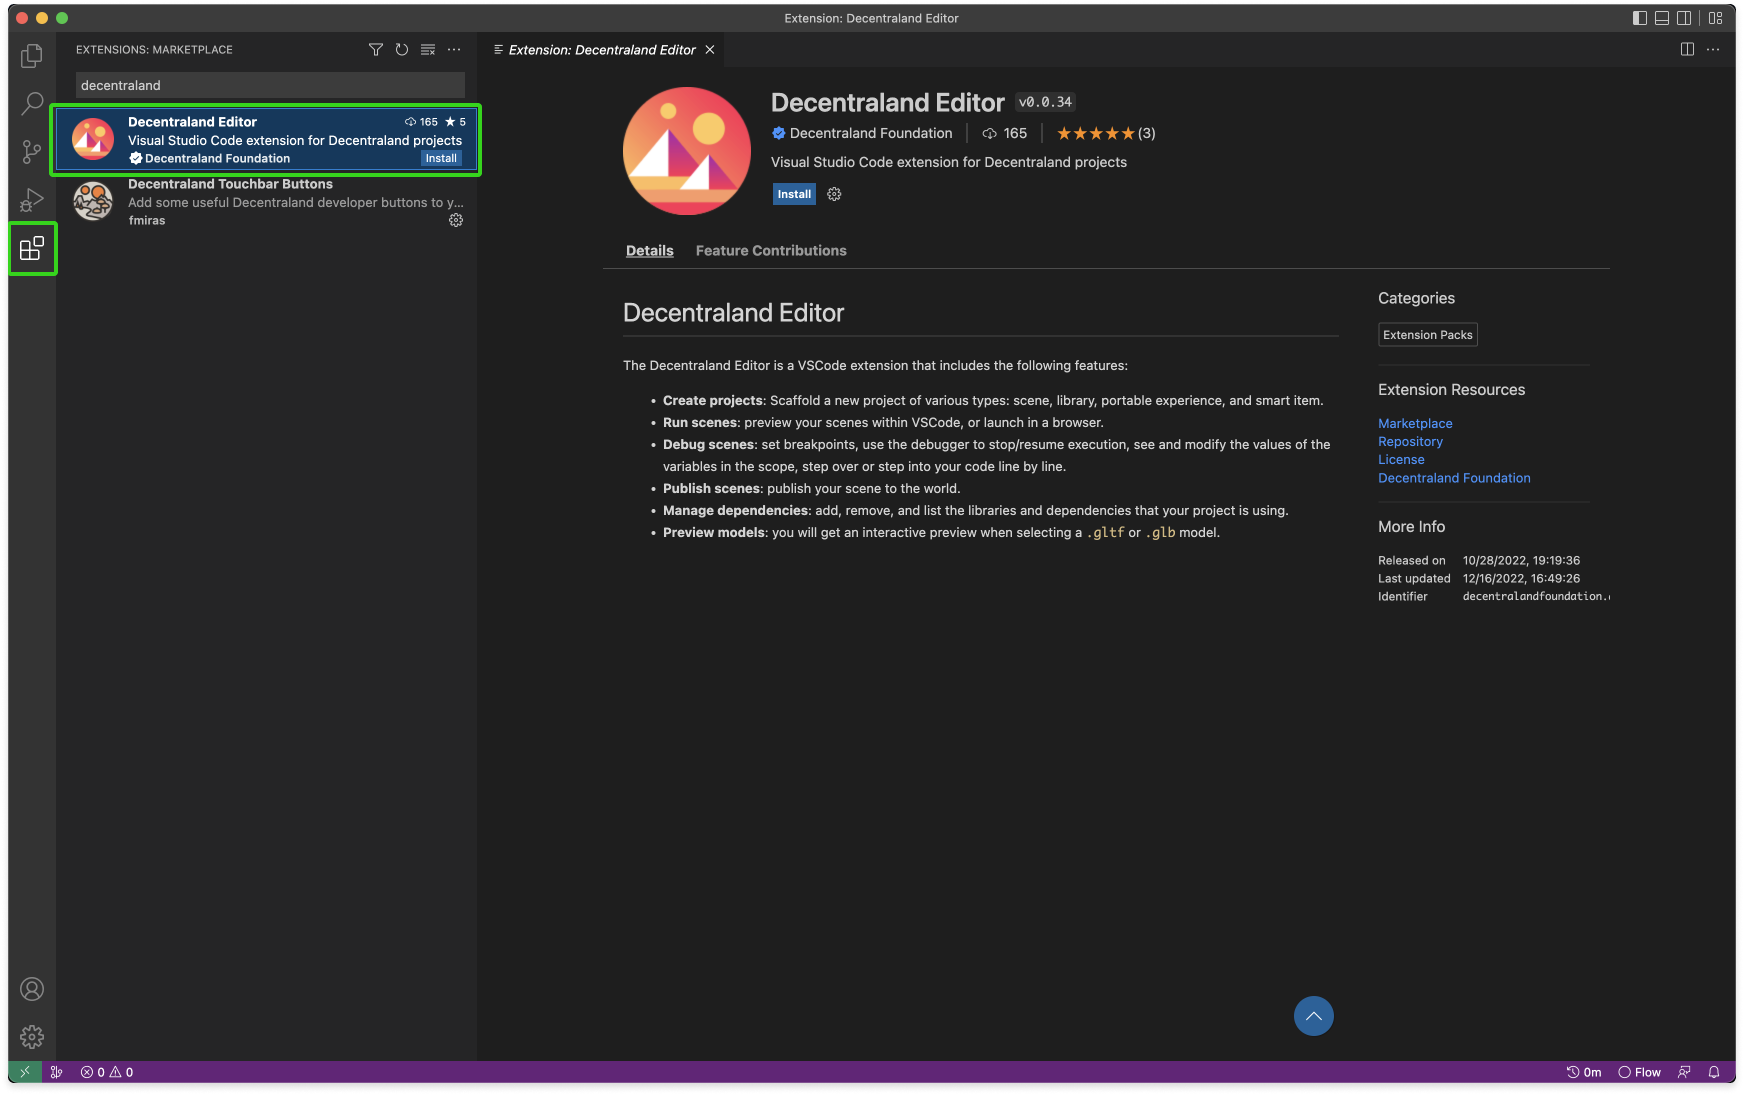 Extension: Decentraland Editor
EXTENSIONS: MARKETPLACE
decentraland
Decentraland Editor 165 ★ 5
Visual Studio Code extension for Decentraland projects
Decentraland Foundation Install
Decentraland Touchbar Buttons
Add some useful Decentraland developer buttons to y...
fmiras
Extension: Decentraland Editor
Decentraland Editor v0.0.34
Decentraland Foundation 165 ★★★★★(3)
Visual Studio Code extension for Decentraland projects
Install
Details Feature Contributions
Decentraland Editor
The Decentraland Editor is a VSCode extension that includes the following features:
• Create projects: Scaffold a new project of various types: scene, library, portable experience, and smart item.
• Run scenes: preview your scenes within VSCode, or launch in a browser.
• Debug scenes: set breakpoints, use the debugger to stop/resume execution, see and modify the values of the
variables in the scope, step over or step into your code line by line.
• Publish scenes: publish your scene to the world.
• Manage dependencies: add, remove, and list the libraries and dependencies that your project is using.
• Preview models: you will get an interactive preview when selecting a .gltf or .glb model.
Categories
Extension Packs
Extension Resources
Marketplace
Repository
License
Decentraland Foundation
More Info
Released on 10/28/2022, 19:19:36
Last updated 12/16/2022, 16:49:26
Identifier decentralandfoundation.
0 0
0m Flow